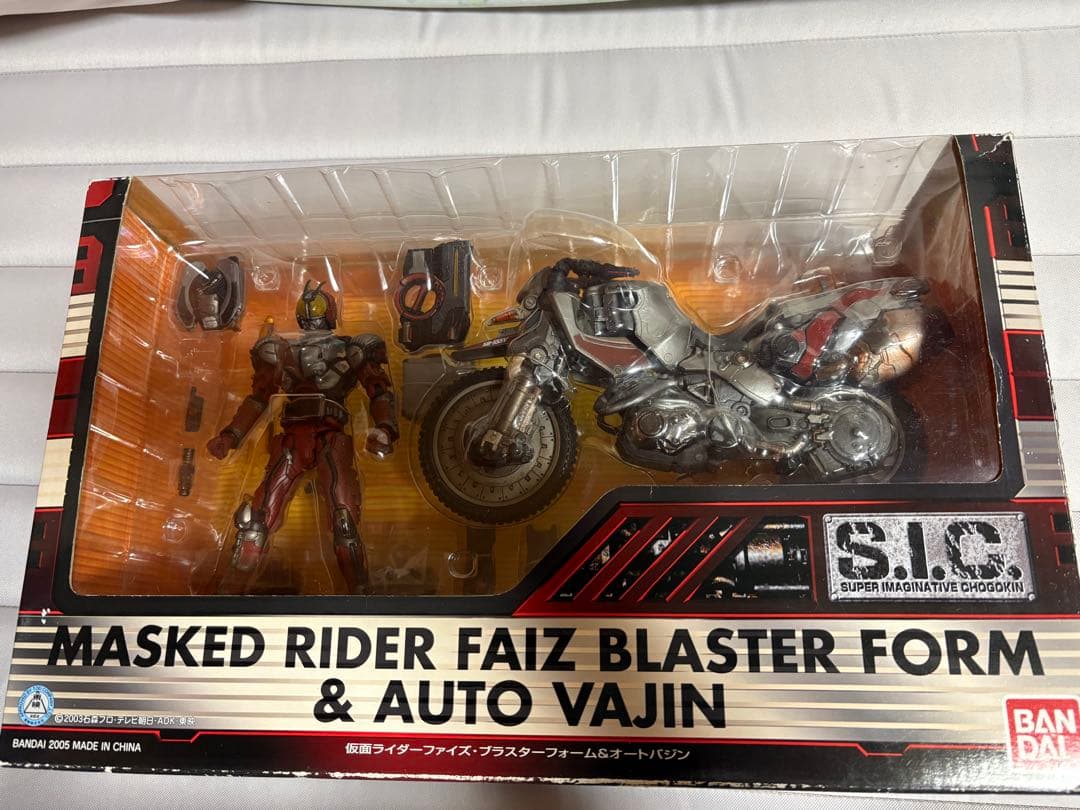 S.I.C.
SUPER IMAGINATIVE CHOGOKIN
MASKED RIDER FAIZ BLASTER FORM
& AUTO VAJIN
©2003石森プロ・テレビ朝日・ADK・東映
BANDAI 2005 MADE IN CHINA
仮面ライダーファイズ・ブラスターフォーム&オートバジン
BAN
DAI